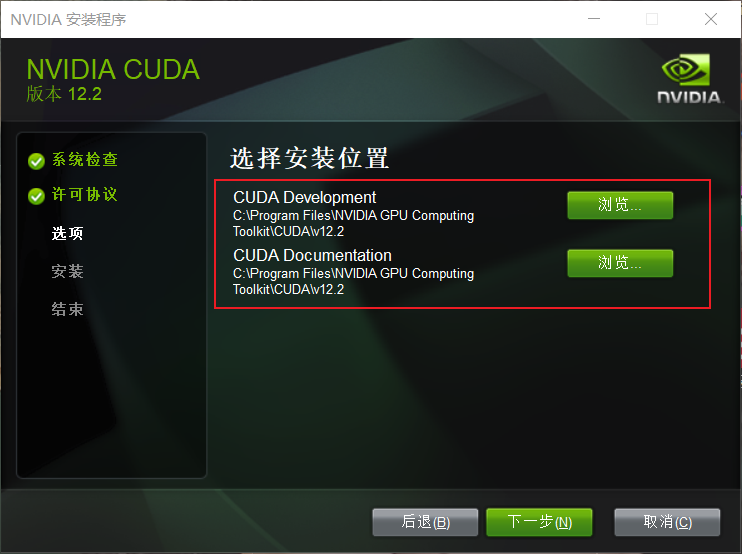 NVIDIA 安装程序
NVIDIA CUDA
版本 12.2
NVIDIA.
系统检查
许可协议
选项
安装
结束
选择安装位置
CUDA Development
浏览...
C:\Program Files\NVIDIA GPU Computing
Toolkit\CUDA\v12.2
CUDA Documentation
浏览...
C:\Program Files\NVIDIA GPU Computing
Toolkit\CUDA\v12.2
后退(B)
下一步(N)
取消(C)